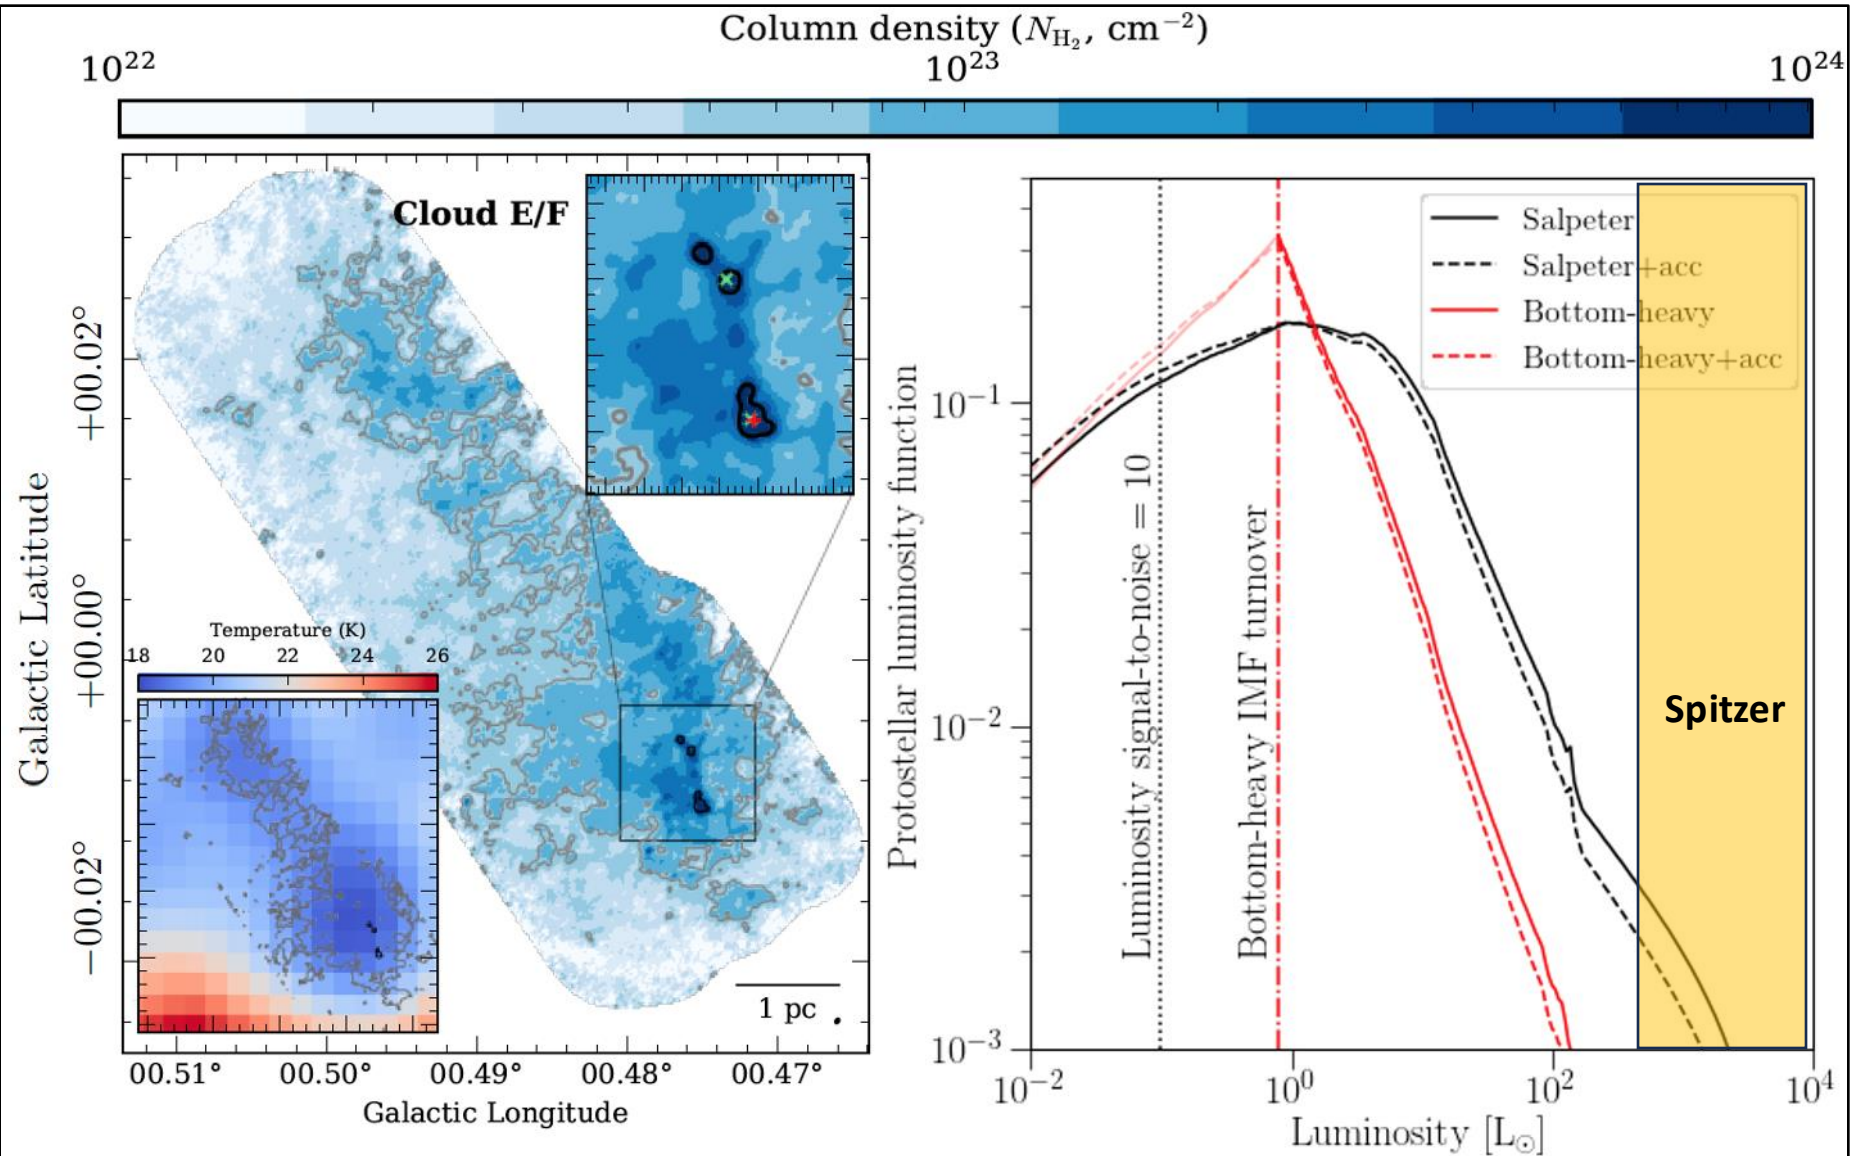 Column density (N_H₂, cm⁻²)
10²² 10²³ 10²⁴
Cloud E/F
Galactic Latitude
+00.02°
+00.00°
−00.02°
Temperature (K)
18 20 22 24 26
1 pc
00.51° 00.50° 00.49° 00.48° 00.47°
Galactic Longitude
Protostellar luminosity function
10⁻¹
10⁻²
10⁻³
Luminosity signal-to-noise = 10
Bottom-heavy IMF turnover
Salpeter
Salpeter+acc
Bottom-heavy
Bottom-heavy+acc
Spitzer
10⁻² 10⁰ 10² 10⁴
Luminosity [L⊙]